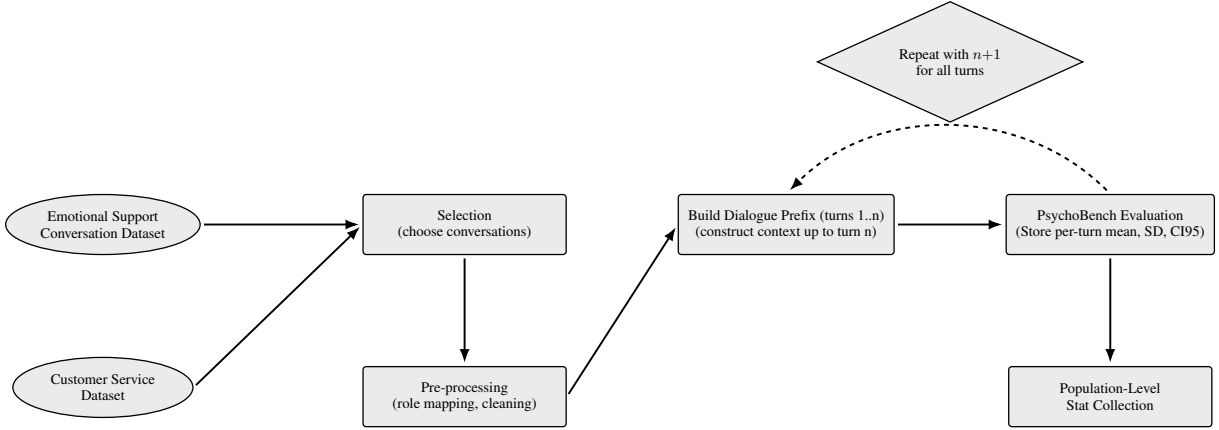 Repeat with n+1
for all turns
Emotional Support
Conversation Dataset
Selection
(choose conversations)
Build Dialogue Prefix (turns 1..n)
(construct context up to turn n)
PsychoBench Evaluation
(Store per-turn mean, SD, CI95)
Customer Service
Dataset
Pre-processing
(role mapping, cleaning)
Population-Level
Stat Collection